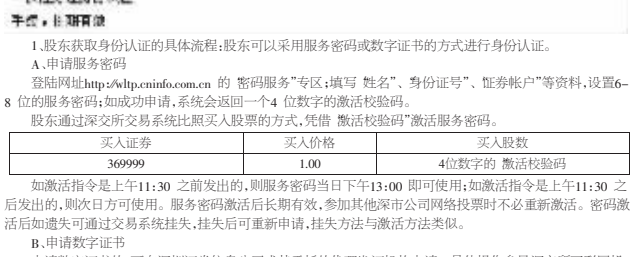 手续，长期有效
1、股东获取身份认证的具体流程：股东可以采用服务密码或数字证书的方式进行身份认证。
A、申请服务密码
登陆网址http://wltp.cninfo.com.cn 的 密码服务”专区；填写 姓名”、身份证号”、证券帐户”等资料，设置6-
8 位的服务密码；如成功申请，系统会返回一个4 位数字的激活校验码。
股东通过深交所交易系统比照买入股票的方式，凭借 激活校验码”激活服务密码。
买入证券 买入价格 买入股数
369999 1.00 4位数字的 激活校验码
如激活指令是上午11:30 之前发出的，则服务密码当日下午13:00 即可使用；如激活指令是上午11:30 之
后发出的，则次日方可使用。服务密码激活后长期有效，参加其他深市公司网络投票时不必重新激活。密码激
活后如遗失可通过交易系统挂失，挂失后可重新申请，挂失方法与激活方法类似。
B、申请数字证书